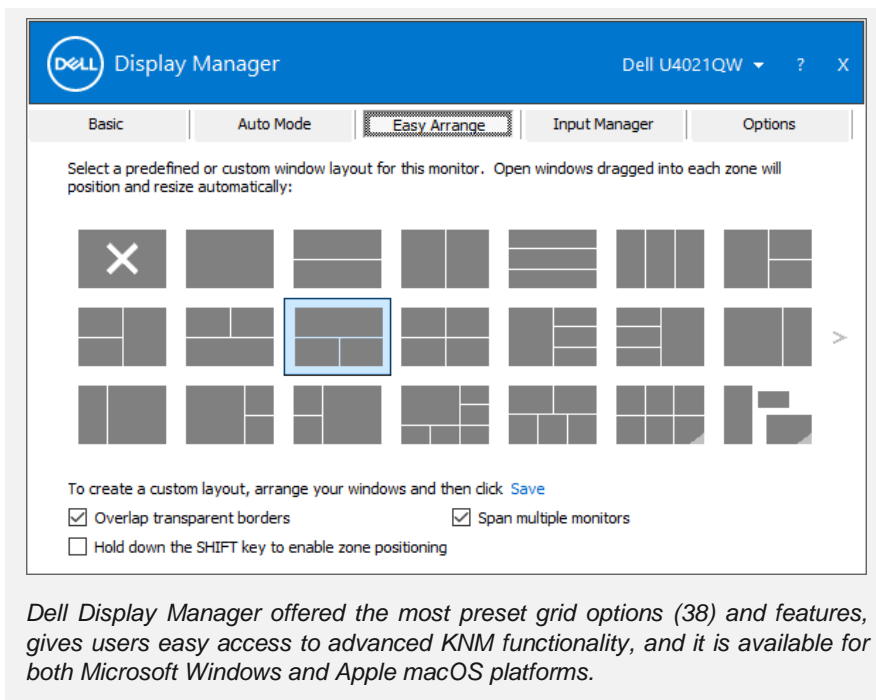 DELL Display Manager Dell U4021QW ? X
Basic Auto Mode Easy Arrange Input Manager Options
Select a predefined or custom window layout for this monitor. Open windows dragged into each zone will
position and resize automatically:
>
To create a custom layout, arrange your windows and then click Save
Overlap transparent borders Span multiple monitors
Hold down the SHIFT key to enable zone positioning
Dell Display Manager offered the most preset grid options (38) and features,
gives users easy access to advanced KNM functionality, and it is available for
both Microsoft Windows and Apple macOS platforms.